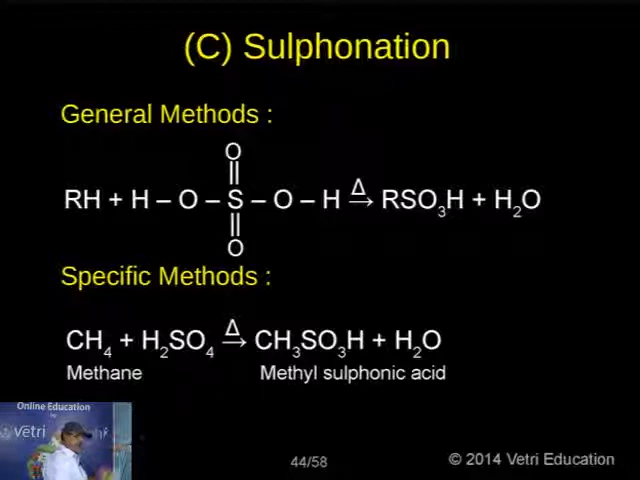 (C) Sulphonation
General Methods :
O
||
RH + H – O – S – O – H Δ→ RSO₃H + H₂O
||
O
Specific Methods :
CH₄ + H₂SO₄ Δ→ CH₃SO₃H + H₂O
Methane Methyl sulphonic acid
Online Education
by
Vetri
44/58 © 2014 Vetri Education